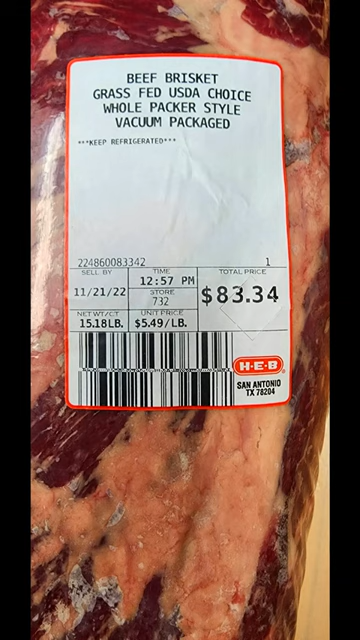 BEEF BRISKET
GRASS FED USDA CHOICE
WHOLE PACKER STYLE
VACUUM PACKAGED
***KEEP REFRIGERATED***
224860083342 1
SELL BY TIME TOTAL PRICE
11/21/22 12:57 PM $83.34
STORE
732
NET WT/CT UNIT PRICE
15.18LB. $5.49/LB.
H-E-B
SAN ANTONIO
TX 78204